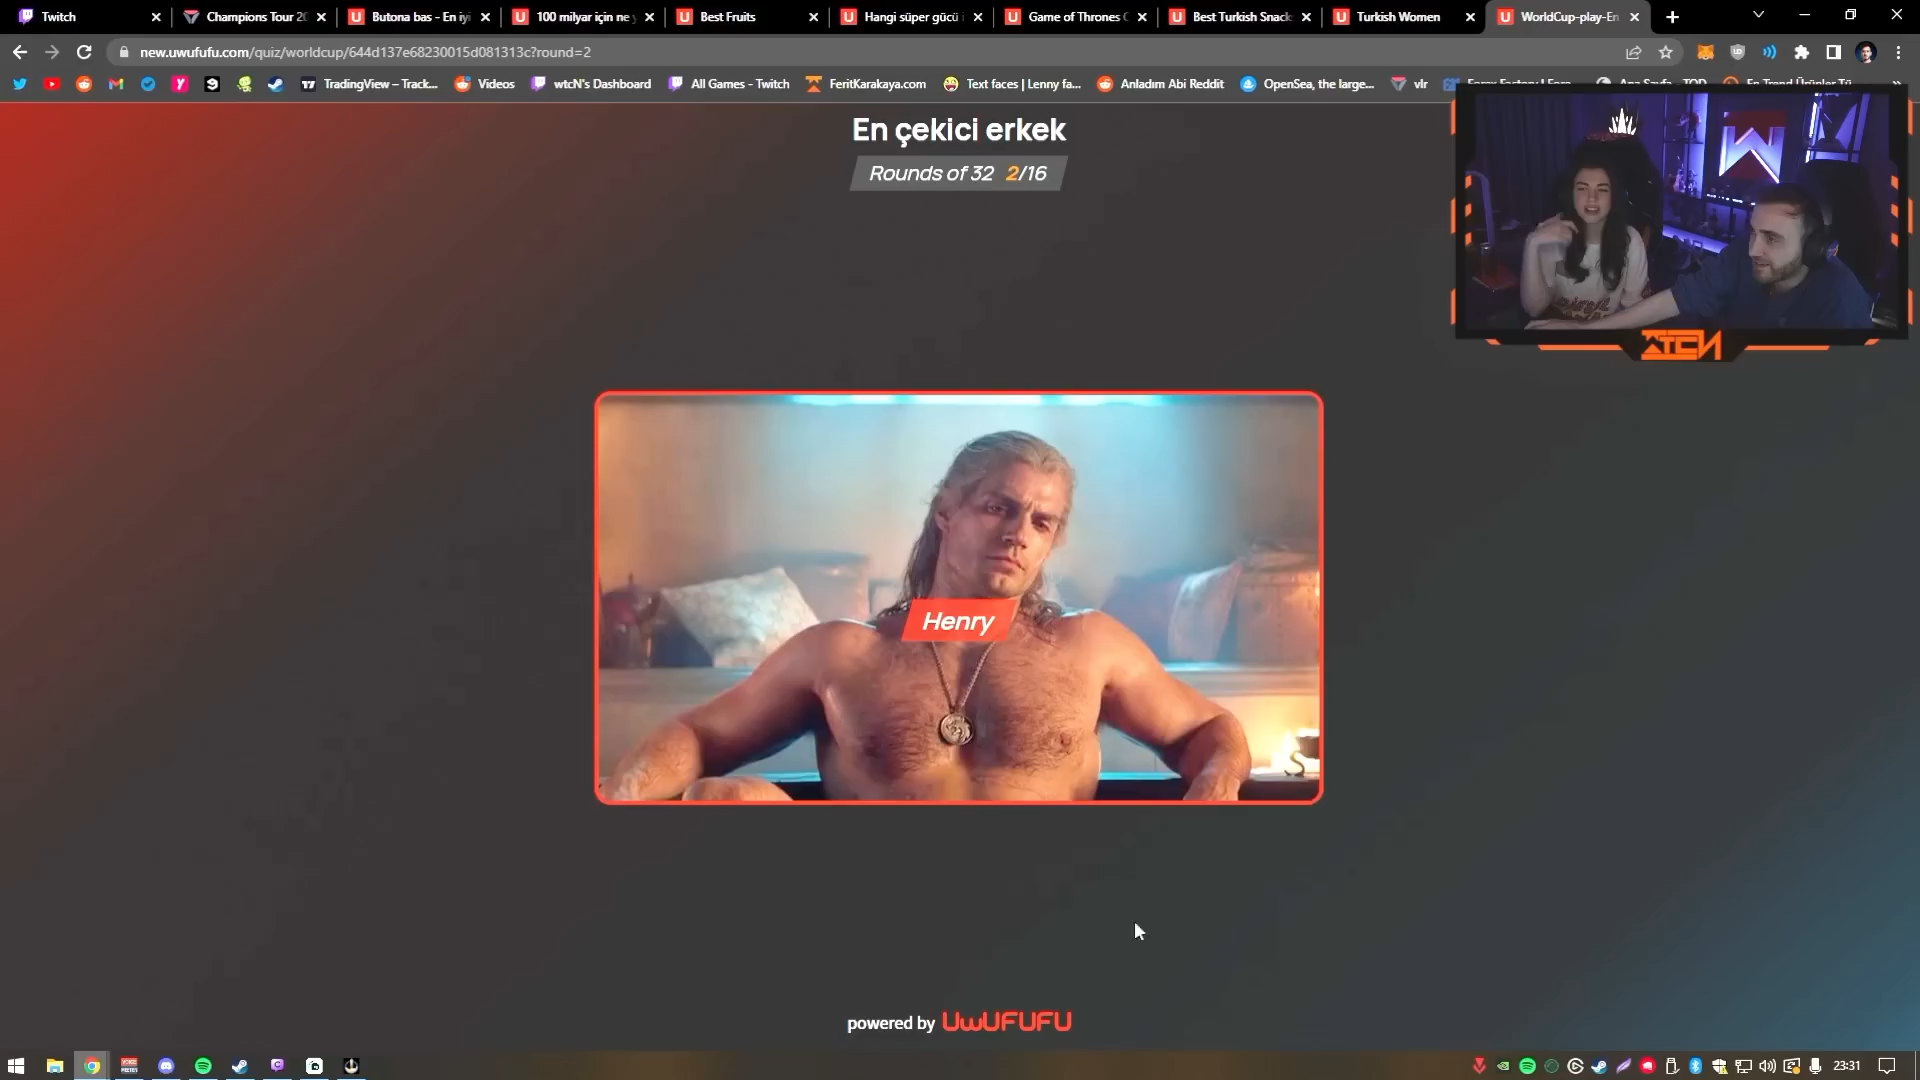 Twitch
Champions Tour 20
Butona bas - En iyi
100 milyar için ne y
Best Fruits
Hangi süper gücü i
Game of Thrones C
Best Turkish Snack
Turkish Women
WorldCup-play-En
new.uwufufu.com/quiz/worldcup/644d137e68230015d081313c?round=2
TradingView – Track...
Videos
wtcN's Dashboard
All Games - Twitch
FeritKarakaya.com
Text faces | Lenny fa...
Anladım Abi Reddit
OpenSea, the large...
vlr
En çekici erkek
Rounds of 32 2/16
WTCN
Henry
powered by UwUFUFU
23:31